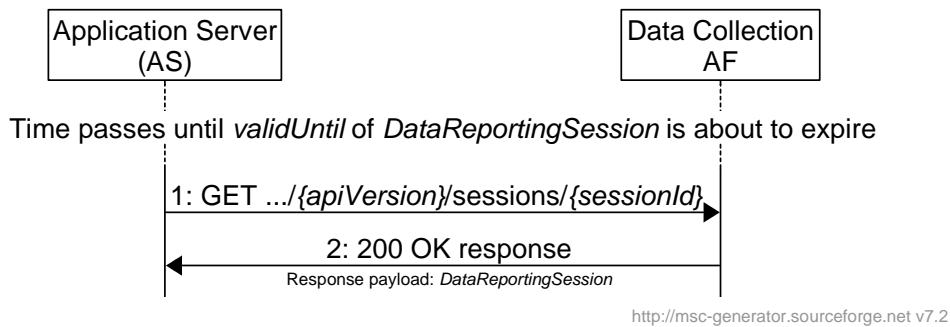 Application Server
(AS)
Data Collection
AF
Time passes until validUntil of DataReportingSession is about to expire
1: GET .../{apiVersion}/sessions/{sessionId}
2: 200 OK response
Response payload: DataReportingSession
http://msc-generator.sourceforge.net v7.2